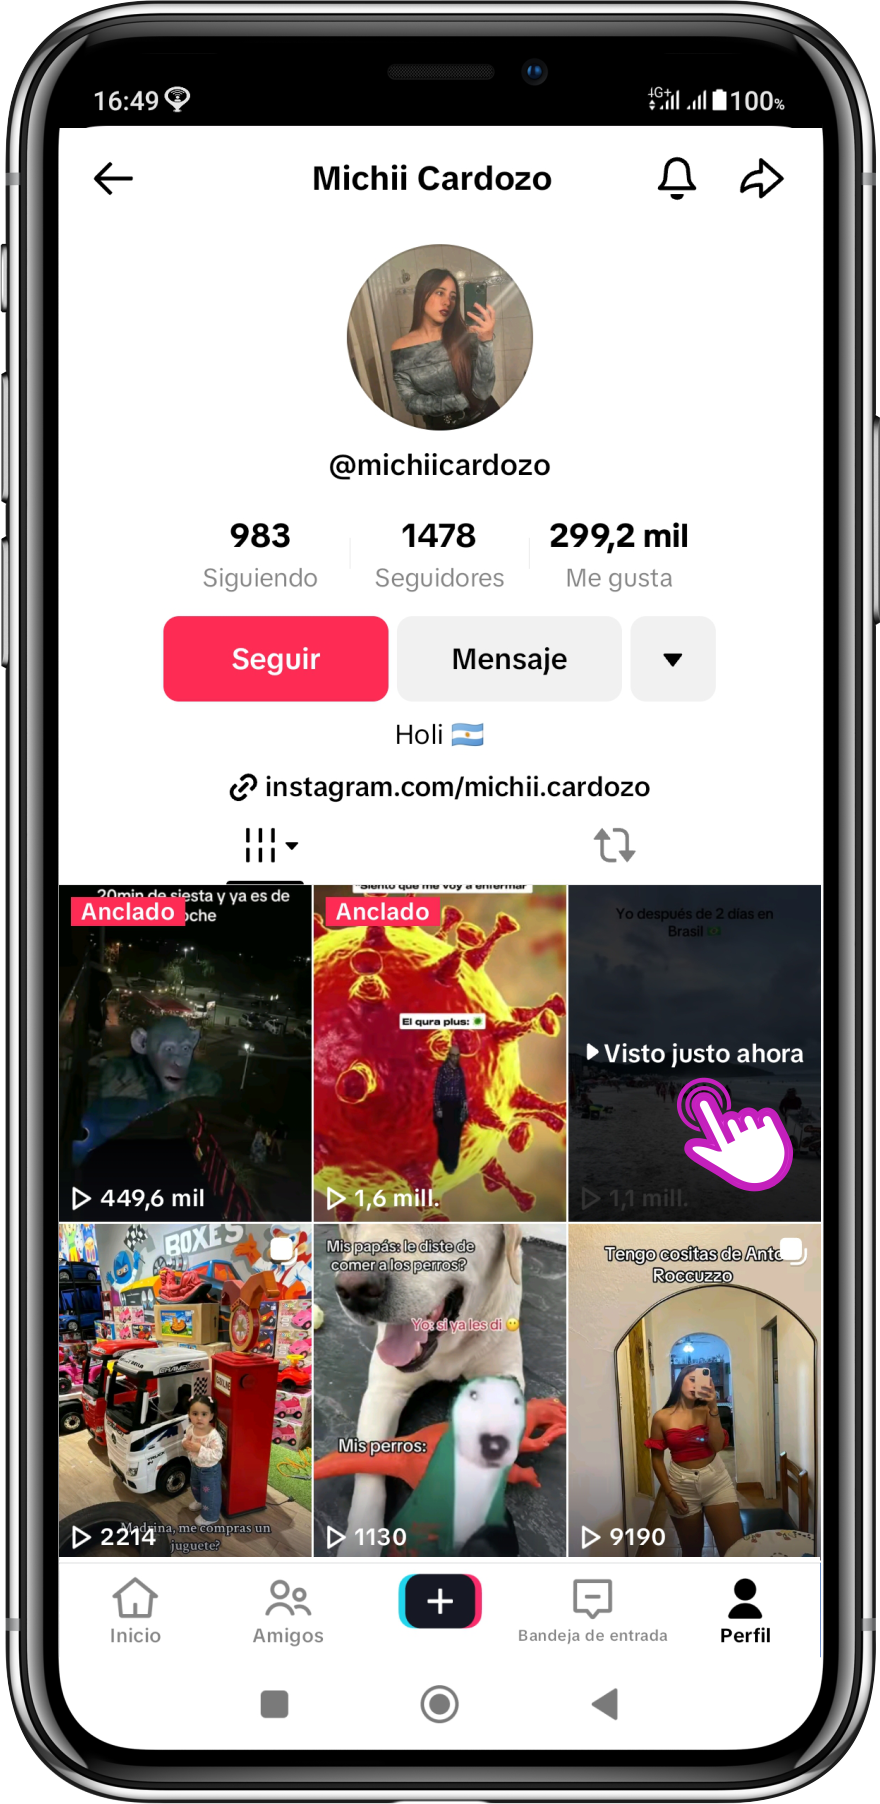 16:49
4G+
100%
Michii Cardozo
@michiicardozo
983
1478
299,2 mil
Siguiendo
Seguidores
Me gusta
Seguir
Mensaje
Holi
instagram.com/michii.cardozo
20min de siesta y ya es de
oche
Anclado
449,6 mil
"Siento que me voy a enfermar"
Anclado
El qura plus:
1,6 mill.
Yo después de 2 días en
Brasil
Visto justo ahora
1,1 mill.
BOXES
Madrina, me compras un
juguete?
2214
Mis papás: le diste de
comer a los perros?
Yo: si ya les di
Mis perros:
1130
Tengo cositas de Anto
Roccuzzo
9190
Inicio
Amigos
Bandeja de entrada
Perfil